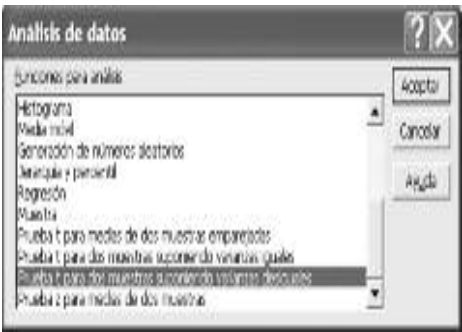 Análisis de datos
Funciones para análisis
Histograma
Media móvil
Generación de números aleatorios
Jerarquía y percentil
Regresión
Muestra
Prueba t para medias de dos muestras emparejadas
Prueba t para dos muestras suponiendo varianzas iguales
Prueba t para dos muestras suponiendo varianzas desiguales
Prueba z para medias de dos muestras
Aceptar
Cancelar
Ayuda